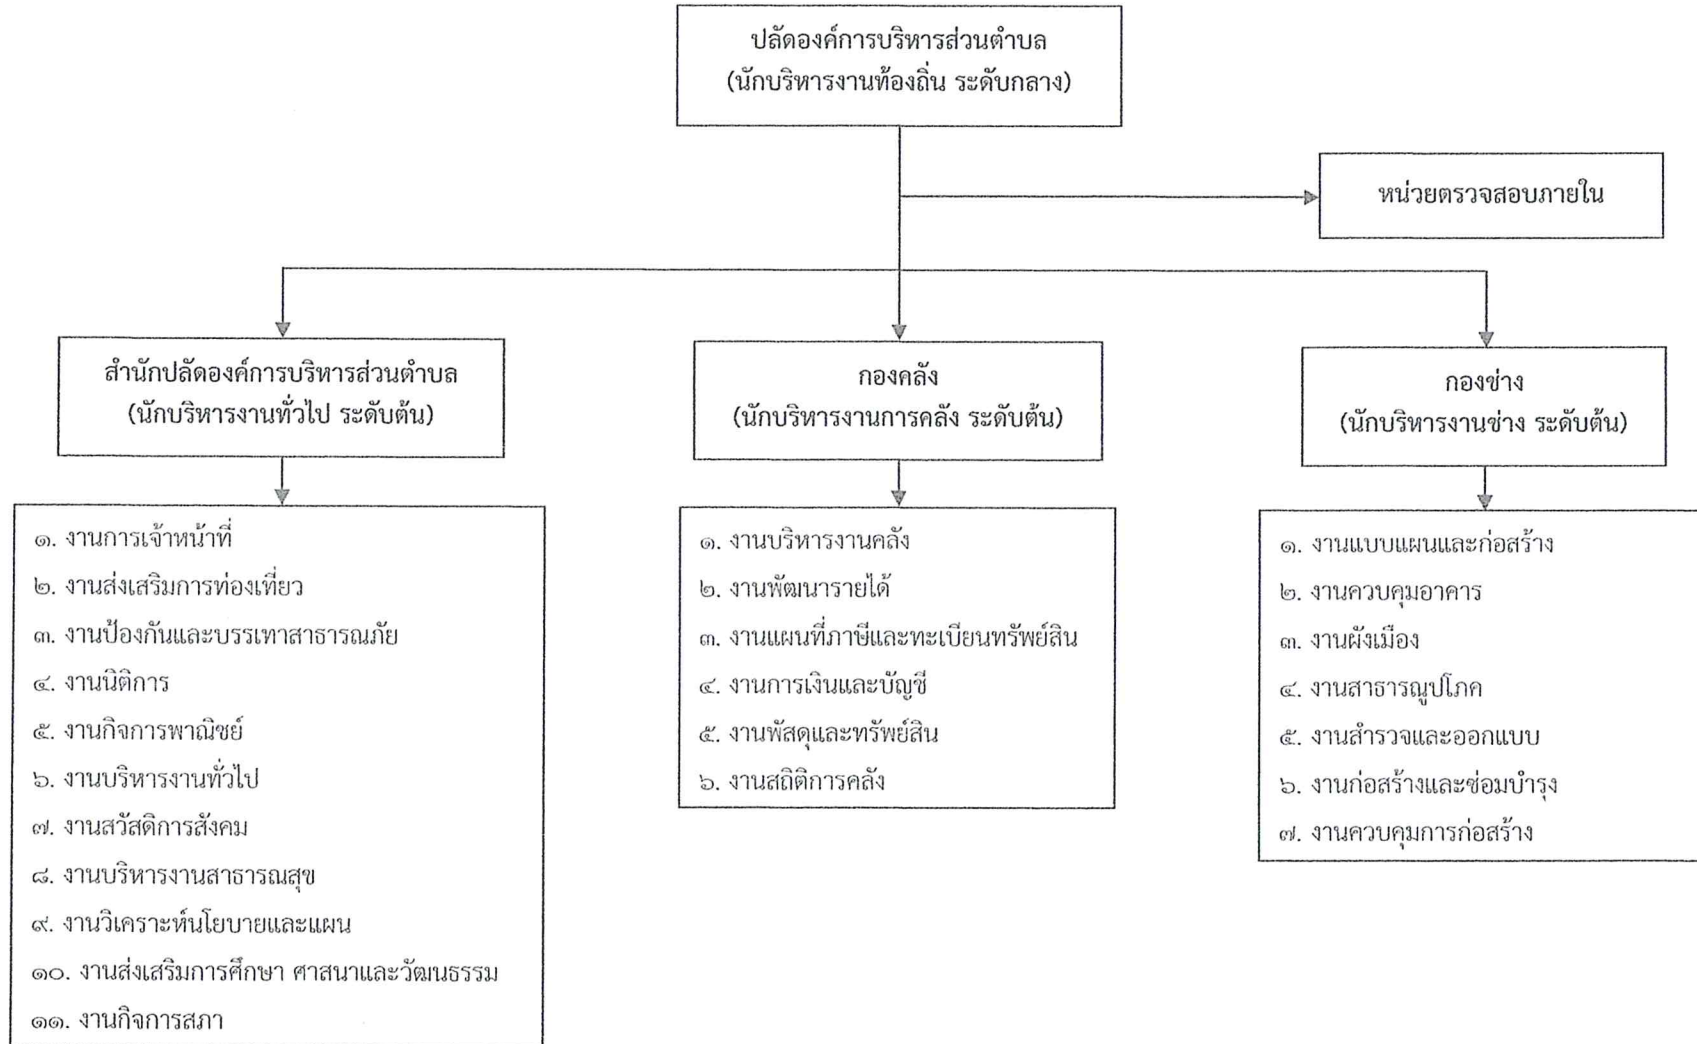 ปลัดองค์การบริหารส่วนตำบล
(นักบริหารงานท้องถิ่น ระดับกลาง)
หน่วยตรวจสอบภายใน
สำนักปลัดองค์การบริหารส่วนตำบล
(นักบริหารงานทั่วไป ระดับต้น)
กองคลัง
(นักบริหารงานการคลัง ระดับต้น)
กองช่าง
(นักบริหารงานช่าง ระดับต้น)
๑. งานการเจ้าหน้าที่
๒. งานส่งเสริมการท่องเที่ยว
๓. งานป้องกันและบรรเทาสาธารณภัย
๔. งานนิติการ
๕. งานกิจการพาณิชย์
๖. งานบริหารงานทั่วไป
๗. งานสวัสดิการสังคม
๘. งานบริหารงานสาธารณสุข
๙. งานวิเคราะห์นโยบายและแผน
๑๐. งานส่งเสริมการศึกษา ศาสนาและวัฒนธรรม
๑๑. งานกิจการสภา
๑. งานบริหารงานคลัง
๒. งานพัฒนารายได้
๓. งานแผนที่ภาษีและทะเบียนทรัพย์สิน
๔. งานการเงินและบัญชี
๕. งานพัสดุและทรัพย์สิน
๖. งานสถิติการคลัง
๑. งานแบบแผนและก่อสร้าง
๒. งานควบคุมอาคาร
๓. งานผังเมือง
๔. งานสาธารณูปโภค
๕. งานสำรวจและออกแบบ
๖. งานก่อสร้างและซ่อมบำรุง
๗. งานควบคุมการก่อสร้าง